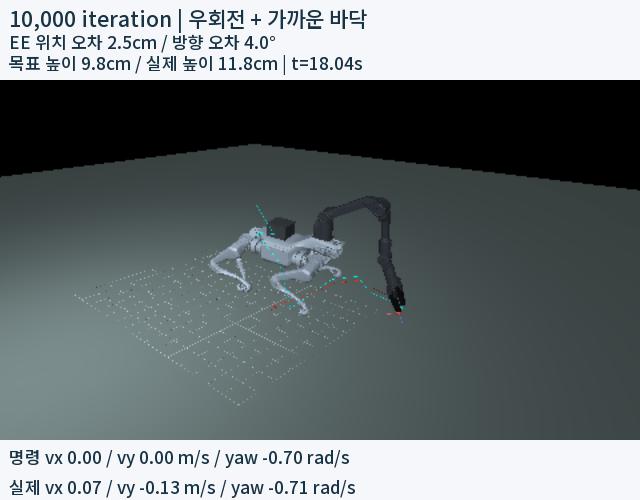 10,000 iteration | 우회전 + 가까운 바닥
EE 위치 오차 2.5cm / 방향 오차 4.0°
목표 높이 9.8cm / 실제 높이 11.8cm | t=18.04s
명령 vx 0.00 / vy 0.00 m/s / yaw -0.70 rad/s
실제 vx 0.07 / vy -0.13 m/s / yaw -0.71 rad/s